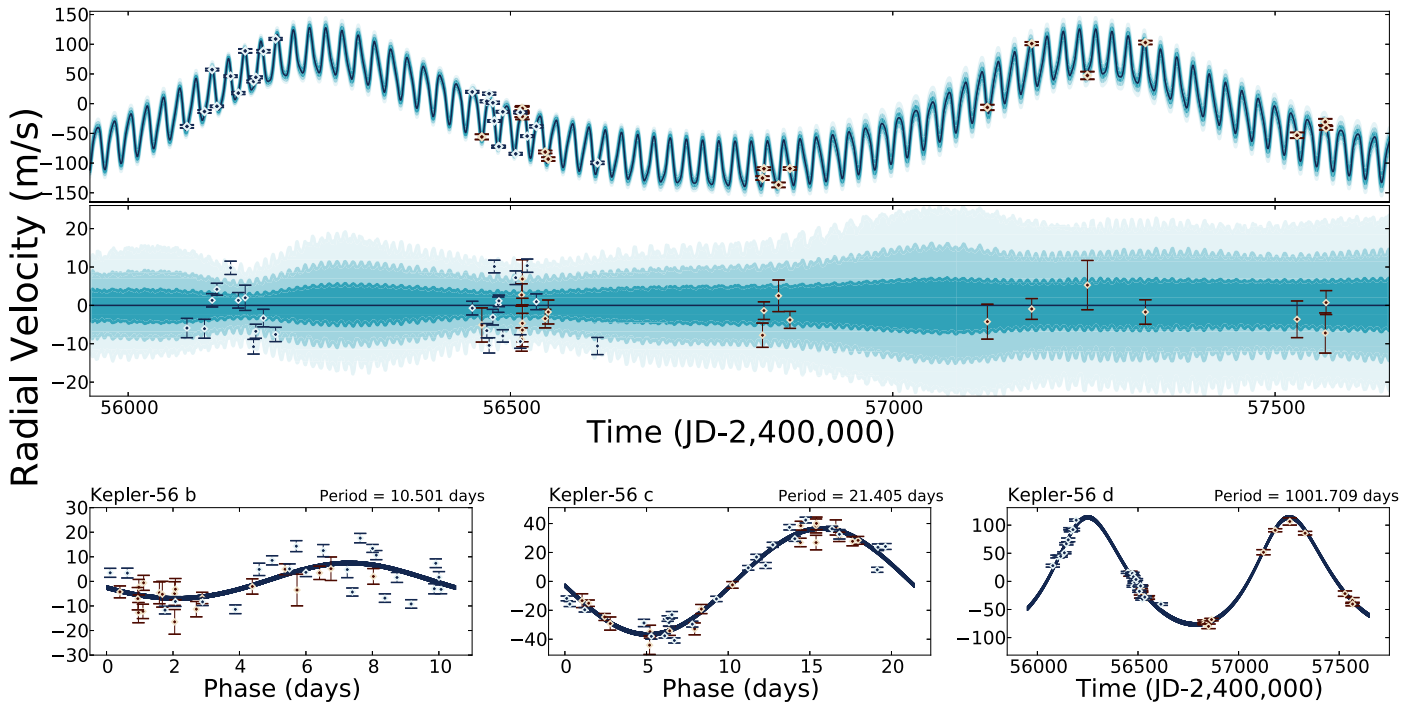 Radial Velocity (m/s)
150
100
50
0
−50
−100
−150
20
10
0
−10
−20
56000 56500 57000 57500
Time (JD-2,400,000)
Kepler-56 b Period = 10.501 days
30
20
10
0
−10
−20
−30
0 2 4 6 8 10
Phase (days)
Kepler-56 c Period = 21.405 days
40
20
0
−20
−40
0 5 10 15 20
Phase (days)
Kepler-56 d Period = 1001.709 days
100
50
0
−50
−100
56000 56500 57000 57500
Time (JD-2,400,000)